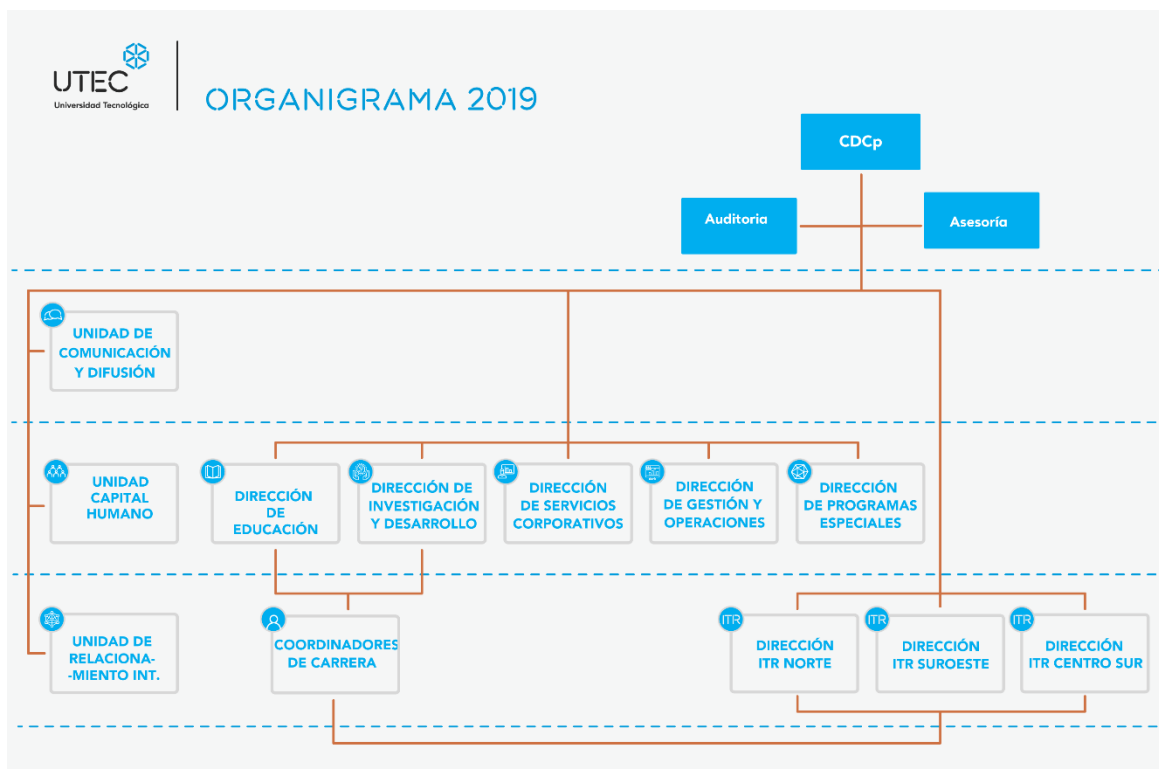 UTEC
Universidad Tecnológica
ORGANIGRAMA 2019
CDCp
Auditoria
Asesoría
UNIDAD DE
COMUNICACIÓN
Y DIFUSIÓN
UNIDAD
CAPITAL
HUMANO
DIRECCIÓN
DE
EDUCACIÓN
DIRECCIÓN DE
INVESTIGACIÓN
Y DESARROLLO
DIRECCIÓN
DE SERVICIOS
CORPORATIVOS
DIRECCIÓN
DE GESTIÓN Y
OPERACIONES
DIRECCIÓN
DE PROGRAMAS
ESPECIALES
UNIDAD DE
RELACIONA-
-MIENTO INT.
COORDINADORES
DE CARRERA
ITR
DIRECCIÓN
ITR NORTE
ITR
DIRECCIÓN
ITR SUROESTE
ITR
DIRECCIÓN
ITR CENTRO SUR